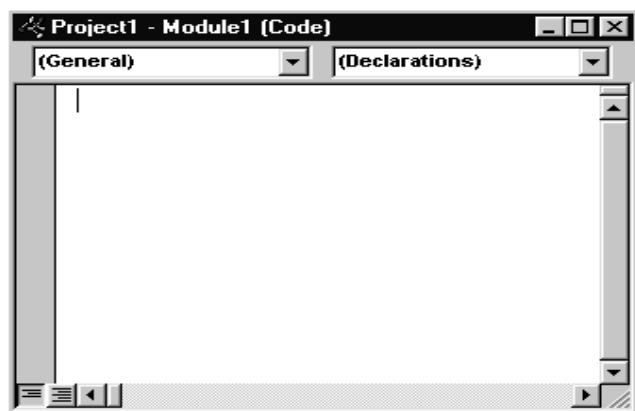 Project1 - Module1 (Code)
(General) (Declarations)